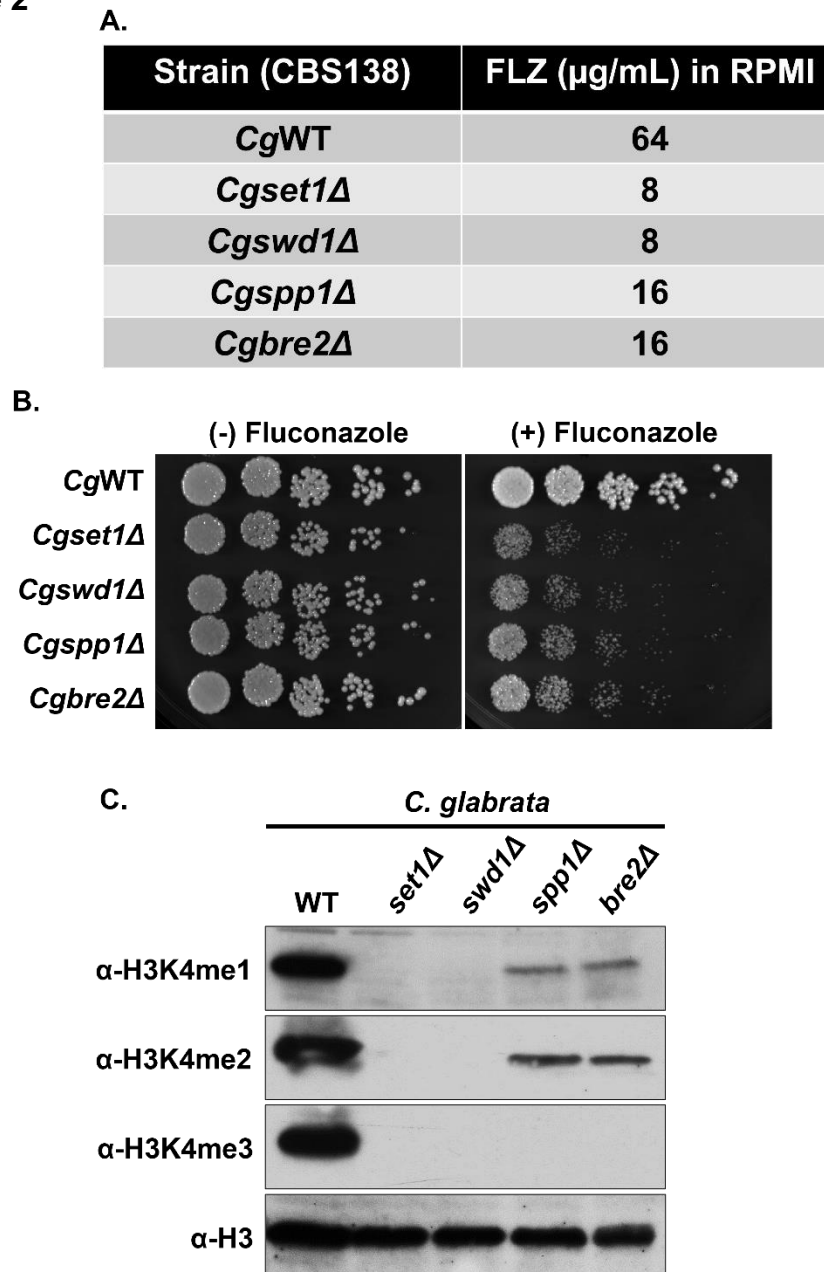 A.
Strain (CBS138) FLZ (µg/mL) in RPMI
CgWT 64
Cgset1Δ 8
Cgswd1Δ 8
Cgspp1Δ 16
Cgbre2Δ 16
B.
(-) Fluconazole (+) Fluconazole
CgWT
Cgset1Δ
Cgswd1Δ
Cgspp1Δ
Cgbre2Δ
C.
C. glabrata
WT set1Δ swd1Δ spp1Δ bre2Δ
α-H3K4me1
α-H3K4me2
α-H3K4me3
α-H3